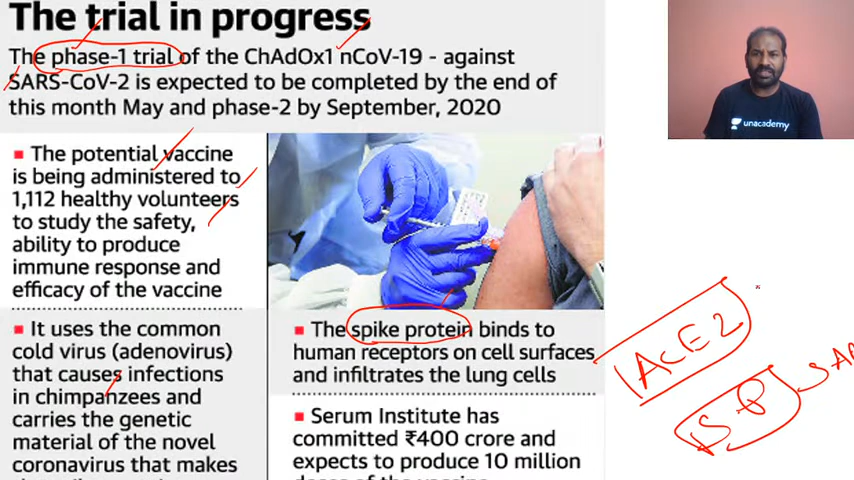 The trial in progress
The phase-1 trial of the ChAdOx1 nCoV-19 - against
SARS-CoV-2 is expected to be completed by the end of
this month May and phase-2 by September, 2020
The potential vaccine
is being administered to
1,112 healthy volunteers
to study the safety,
ability to produce
immune response and
efficacy of the vaccine
It uses the common
cold virus (adenovirus)
that causes infections
in chimpanzees and
carries the genetic
material of the novel
coronavirus that makes
The spike protein binds to
human receptors on cell surfaces
and infiltrates the lung cells
Serum Institute has
committed ₹400 crore and
expects to produce 10 million
ACE2
SP
unacademy